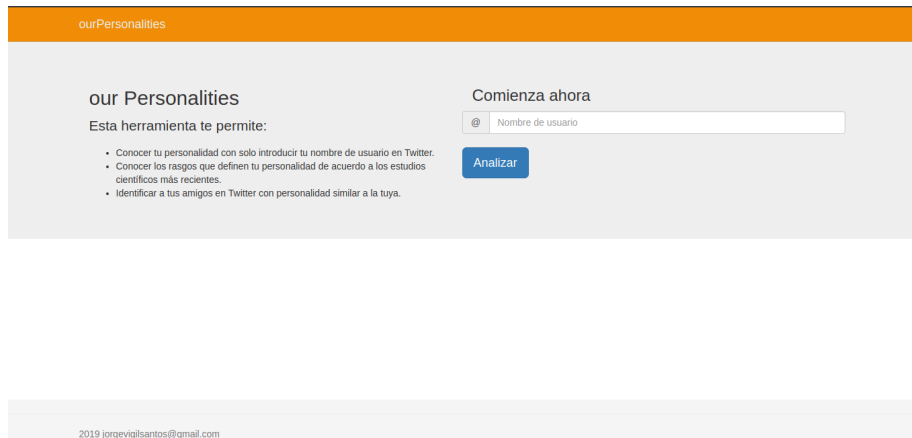 ourPersonalities
our Personalities
Esta herramienta te permite:
Conocer tu personalidad con solo introducir tu nombre de usuario en Twitter.
Conocer los rasgos que definen tu personalidad de acuerdo a los estudios
científicos más recientes.
Identificar a tus amigos en Twitter con personalidad similar a la tuya.
Comienza ahora
@ Nombre de usuario
Analizar
2019 jorgevigilsantos@gmail.com